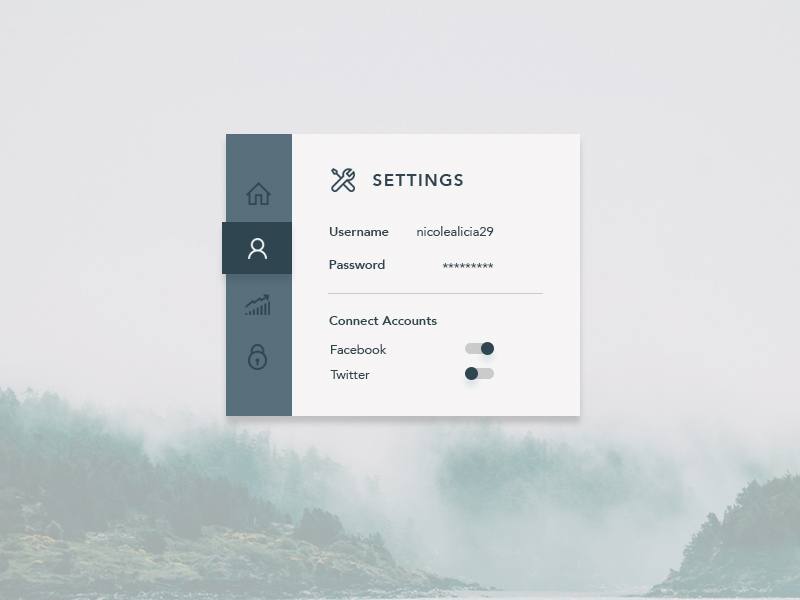 SETTINGS
Username nicolealicia29
Password *********
Connect Accounts
Facebook
Twitter